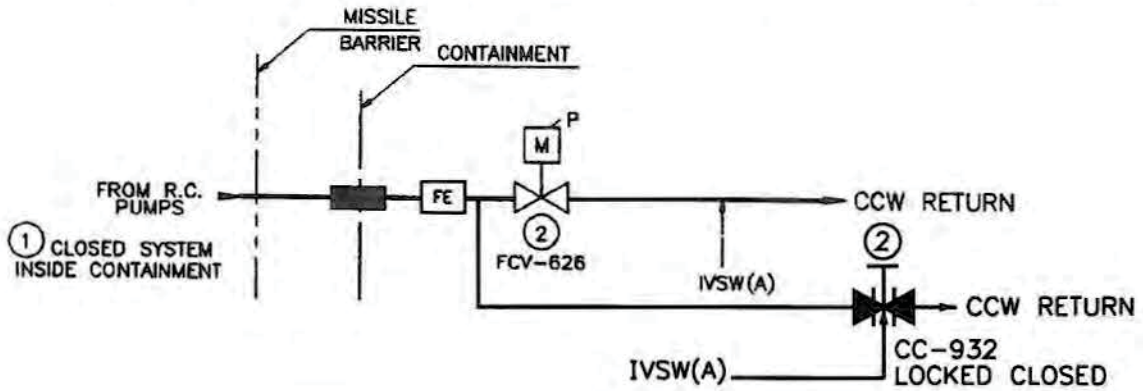 MISSILE
BARRIER
CONTAINMENT
P
M
FROM R.C.
PUMPS
FE
CCW RETURN
1 CLOSED SYSTEM
INSIDE CONTAINMENT
2
FCV-626
IVSW(A)
2
CCW RETURN
CC-932
LOCKED CLOSED
IVSW(A)